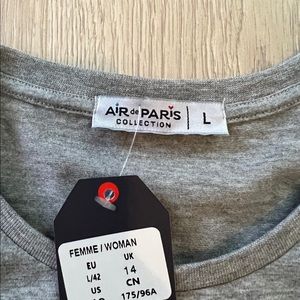 AiR de PARiS
COLLECTION
L
FEMME / WOMAN
EU UK
L/42 14
US CN
175/96A